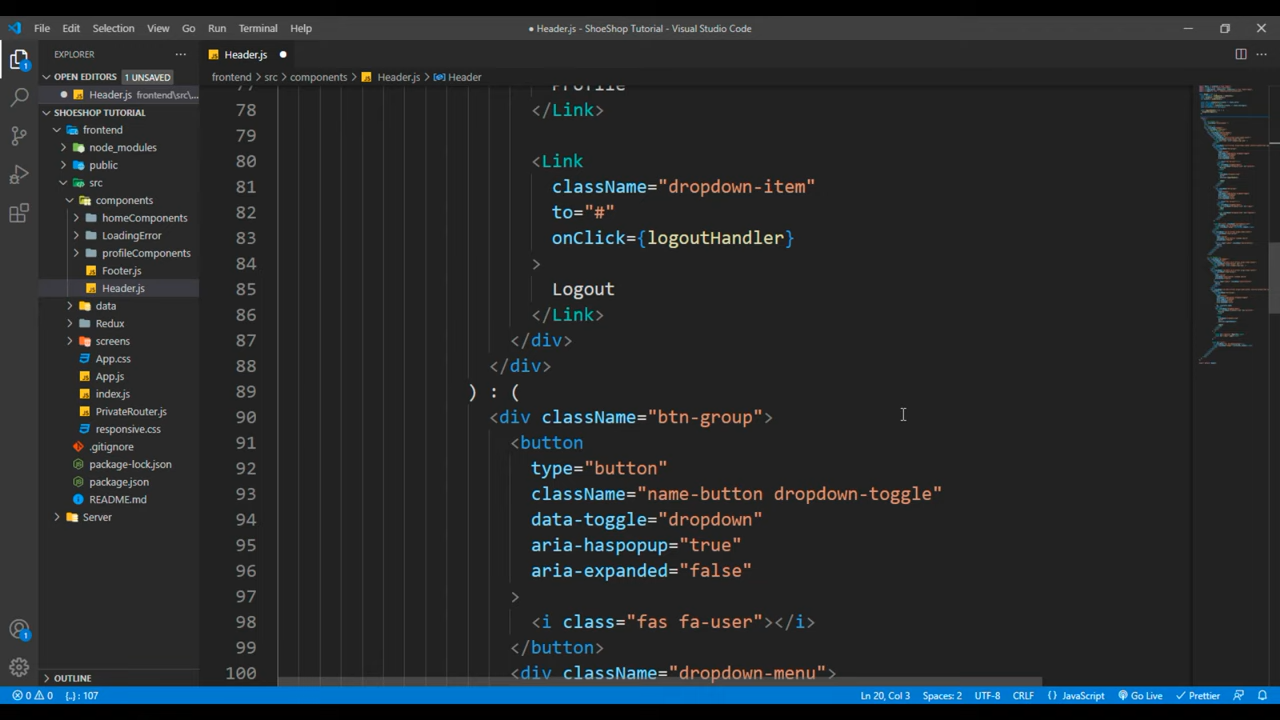 File Edit Selection View Go Run Terminal Help ● Header.js - ShoeShop Tutorial - Visual Studio Code
EXPLORER
OPEN EDITORS 1 UNSAVED
Header.js frontend\src\...
SHOESHOP TUTORIAL
frontend
node_modules
public
src
components
homeComponents
LoadingError
profileComponents
Footer.js
Header.js
data
Redux
screens
App.css
App.js
index.js
PrivateRouter.js
responsive.css
.gitignore
package-lock.json
package.json
README.md
Server
OUTLINE
Header.js
frontend > src > components > Header.js > Header
77 Profile
78 </Link>
79
80 <Link
81 className="dropdown-item"
82 to="#"
83 onClick={logoutHandler}
84 >
85 Logout
86 </Link>
87 </div>
88 </div>
89 ) : (
90 <div className="btn-group">
91 <button
92 type="button"
93 className="name-button dropdown-toggle"
94 data-toggle="dropdown"
95 aria-haspopup="true"
96 aria-expanded="false"
97 >
98 <i class="fas fa-user"></i>
99 </button>
100 <div className="dropdown-menu">
0 0 {..} : 107 Ln 20, Col 3 Spaces: 2 UTF-8 CRLF { } JavaScript Go Live Prettier